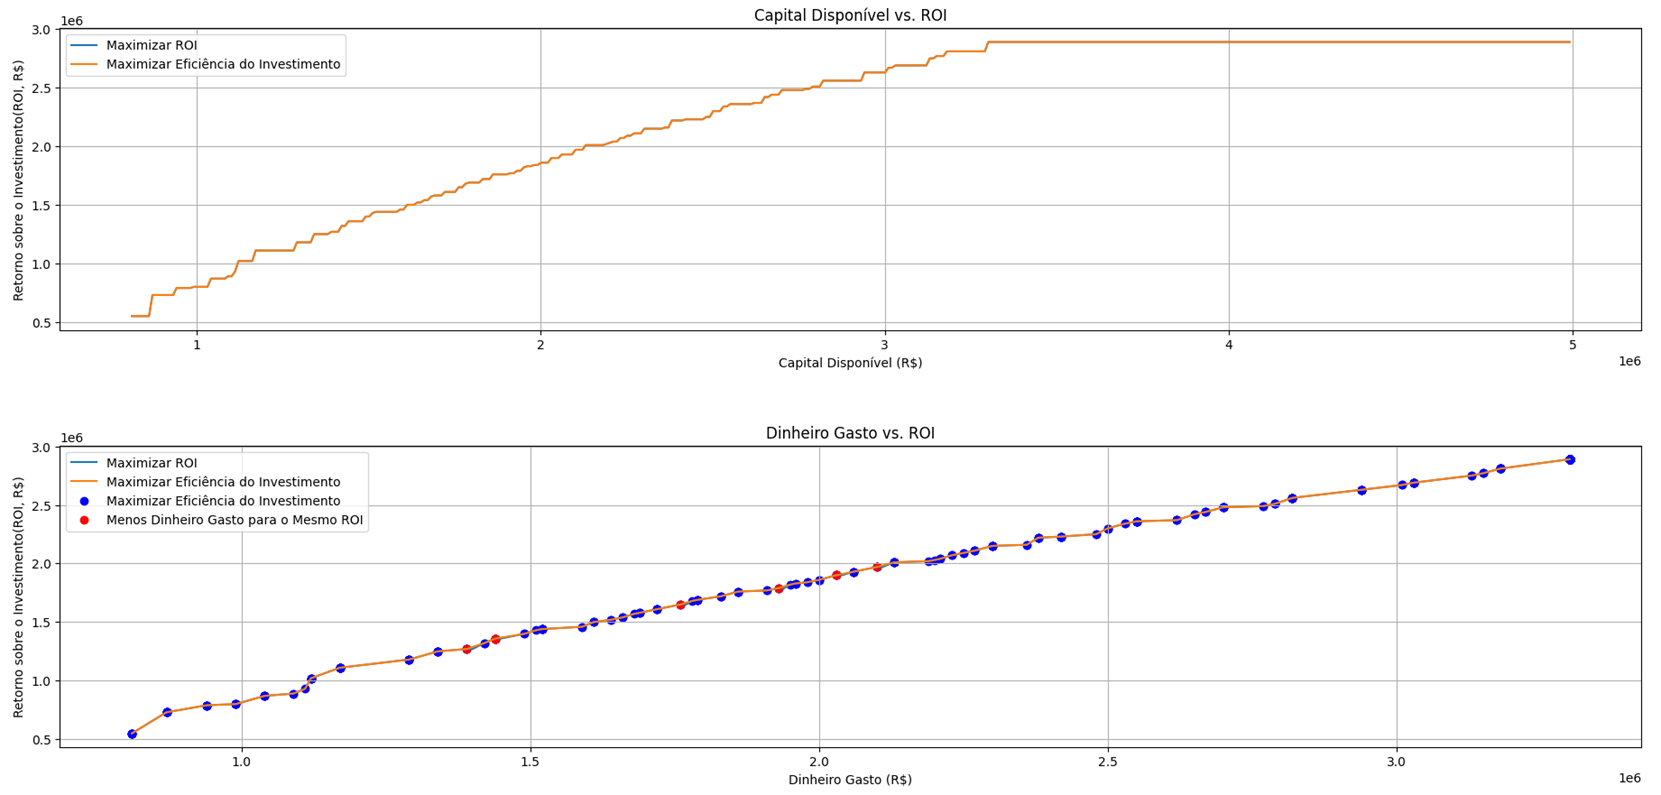 Capital Disponível vs. ROI
1e6
3.0
2.5
2.0
1.5
1.0
0.5
Retorno sobre o Investimento(ROI, R$)
Maximizar ROI
Maximizar Eficiência do Investimento
1 2 3 4 5
1e6
Capital Disponível (R$)
Dinheiro Gasto vs. ROI
1e6
3.0
2.5
2.0
1.5
1.0
0.5
Retorno sobre o Investimento(ROI, R$)
Maximizar ROI
Maximizar Eficiência do Investimento
Maximizar Eficiência do Investimento
Menos Dinheiro Gasto para o Mesmo ROI
1.0 1.5 2.0 2.5 3.0
1e6
Dinheiro Gasto (R$)